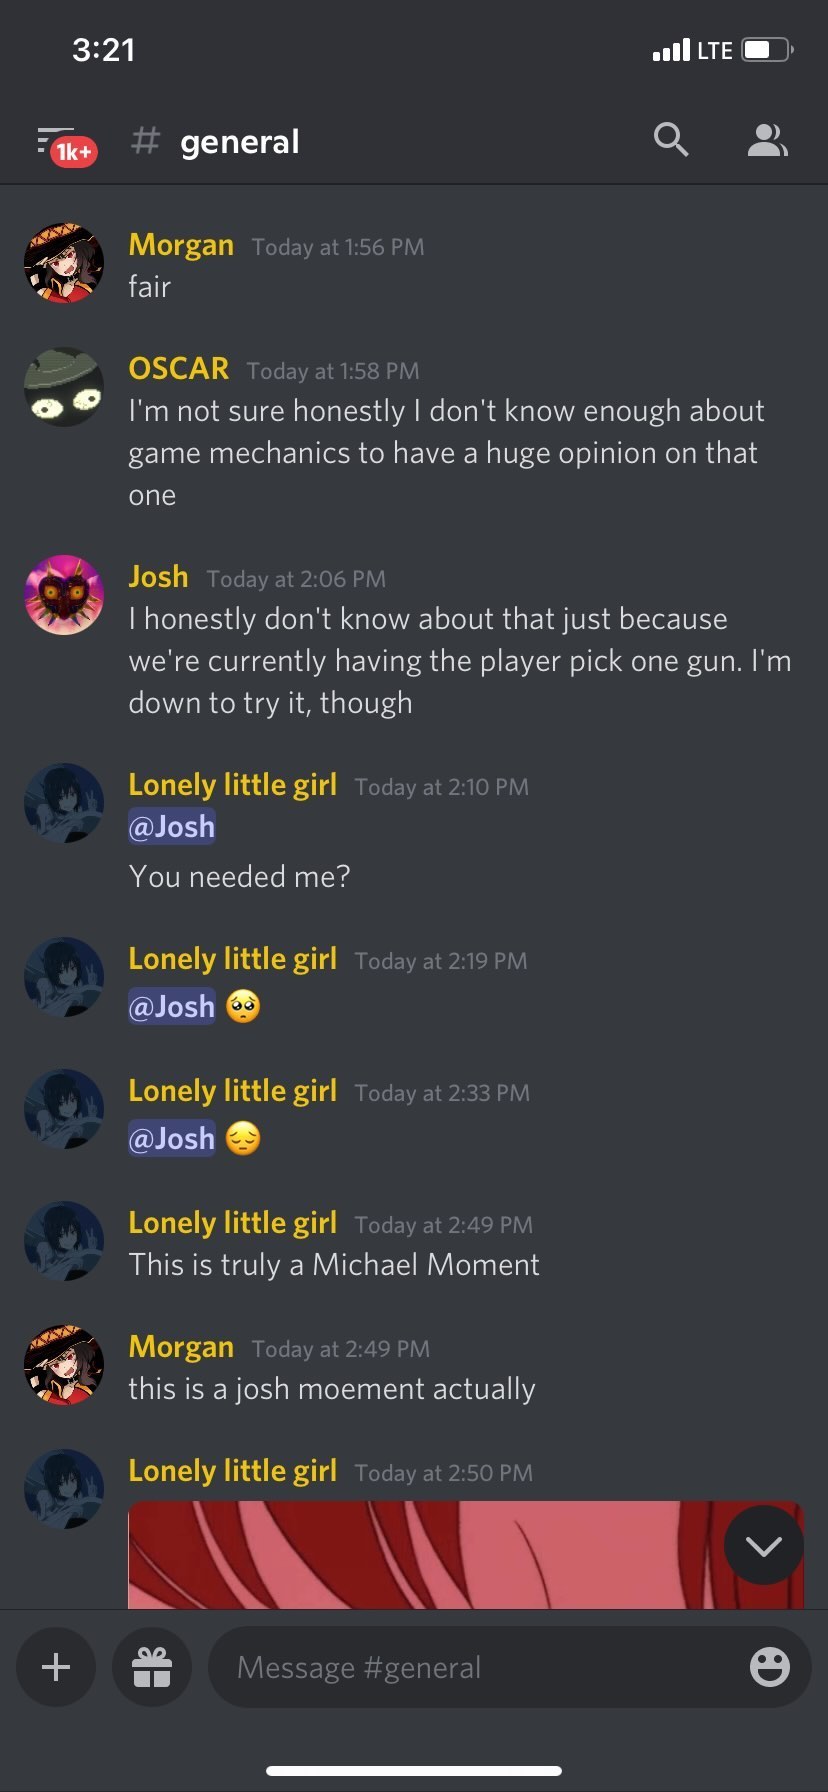 3:21
LTE
1k+
# general
Morgan Today at 1:56 PM
fair
OSCAR Today at 1:58 PM
I'm not sure honestly I don't know enough about
game mechanics to have a huge opinion on that
one
Josh Today at 2:06 PM
I honestly don't know about that just because
we're currently having the player pick one gun. I'm
down to try it, though
Lonely little girl Today at 2:10 PM
@Josh
You needed me?
Lonely little girl Today at 2:19 PM
@Josh 🥺
Lonely little girl Today at 2:33 PM
@Josh 😔
Lonely little girl Today at 2:49 PM
This is truly a Michael Moment
Morgan Today at 2:49 PM
this is a josh moement actually
Lonely little girl Today at 2:50 PM
Message #general